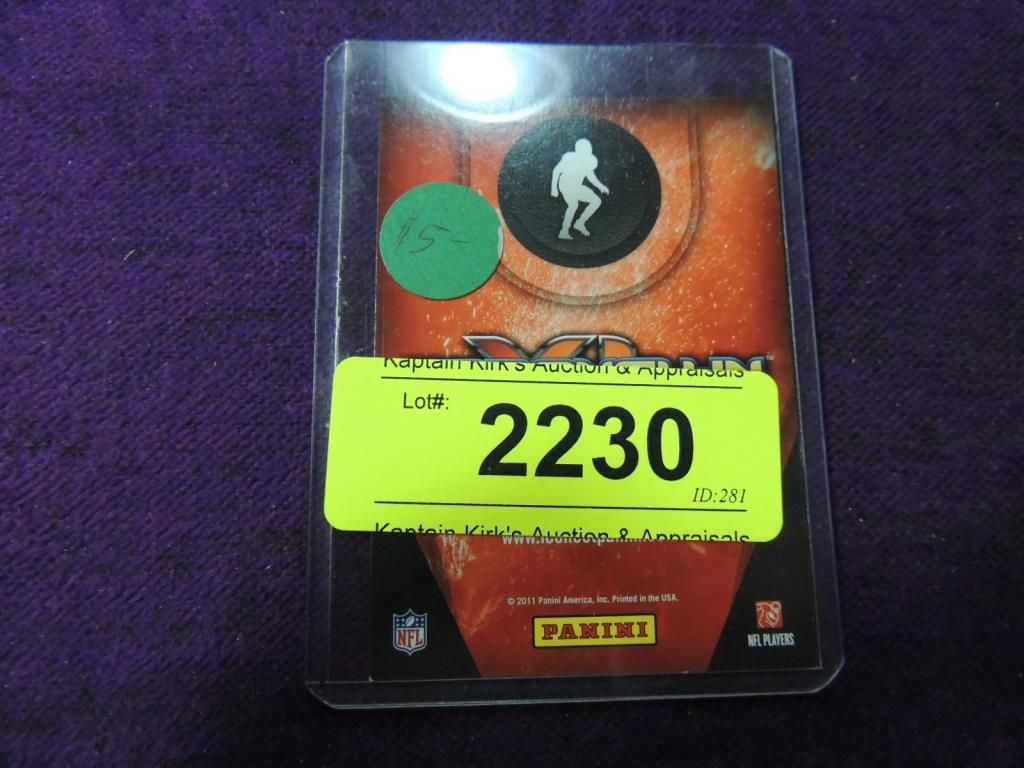 15-
Kaptain Kirk's Auction & Appraisals
Lot#:
2230
ID:281
Kaptain Kirk's Auction & Appraisals
© 2011 Panini America, Inc. Printed in the USA.
PANINI
NFL
NFL PLAYERS